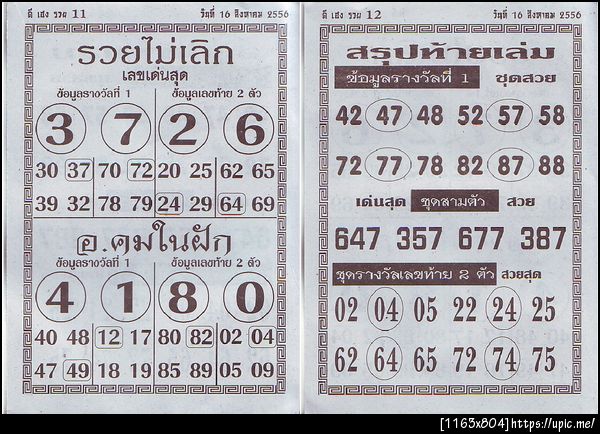 ดี เฮง รวย 11 วันที่ 16 สิงหาคม 2556
รวยไม่เลิก
เลขเด่นสุด
ข้อมูลรางวัลที่ 1 ข้อมูลเลขท้าย 2 ตัว
3 7 2 6
30 37 70 72 20 25 62 65
39 32 78 79 24 29 64 69
อ.คมในฝัก
ข้อมูลรางวัลที่ 1 ข้อมูลเลขท้าย 2 ตัว
4 1 8 0
40 48 12 17 80 82 02 04
47 49 18 19 85 89 05 09
ดี เฮง รวย 12 วันที่ 16 สิงหาคม 2556
สรุปท้ายเล่ม
ข้อมูลรางวัลที่ 1 ชุดสวย
42 47 48 52 57 58
72 77 78 82 87 88
เด่นสุด ชุดสามตัว สวย
647 357 677 387
ชุดรางวัลเลขท้าย 2 ตัว สวยสุด
02 04 05 22 24 25
62 64 65 72 74 75
[1163x804]https://upic.me/